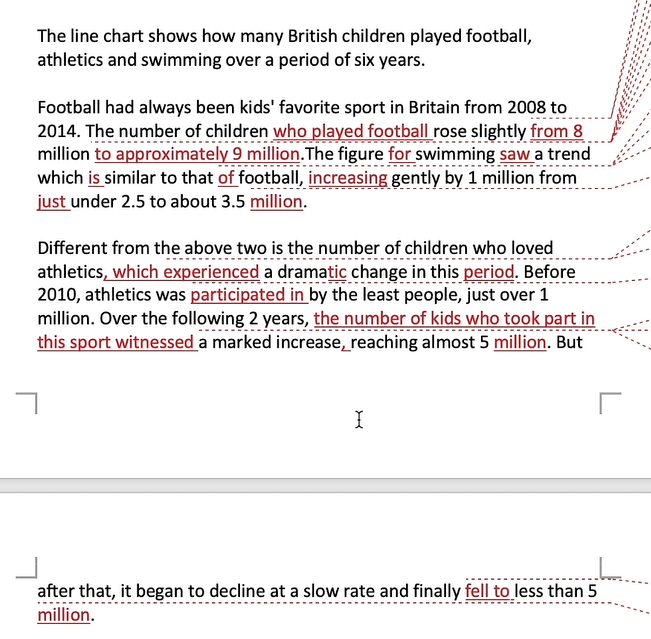 The line chart shows how many British children played football,
athletics and swimming over a period of six years.
Football had always been kids' favorite sport in Britain from 2008 to
2014. The number of children who played football rose slightly from 8
million to approximately 9 million.The figure for swimming saw a trend
which is similar to that of football, increasing gently by 1 million from
just under 2.5 to about 3.5 million.
Different from the above two is the number of children who loved
athletics, which experienced a dramatic change in this period. Before
2010, athletics was participated in by the least people, just over 1
million. Over the following 2 years, the number of kids who took part in
this sport witnessed a marked increase, reaching almost 5 million. But
after that, it began to decline at a slow rate and finally fell to less than 5
million.